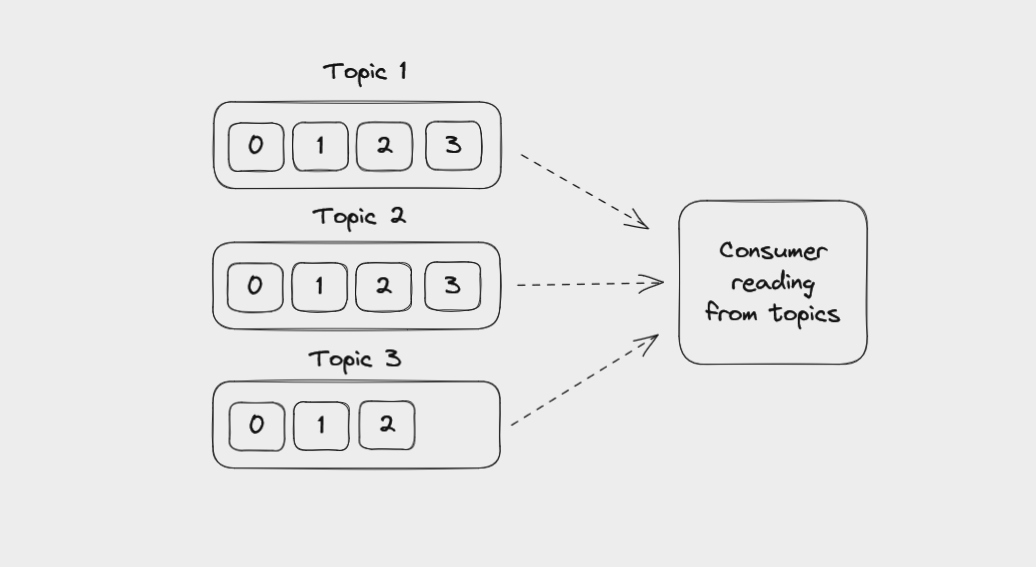 Topic 1
0 1 2 3
Topic 2
0 1 2 3
Topic 3
0 1 2
Consumer
reading
from topics